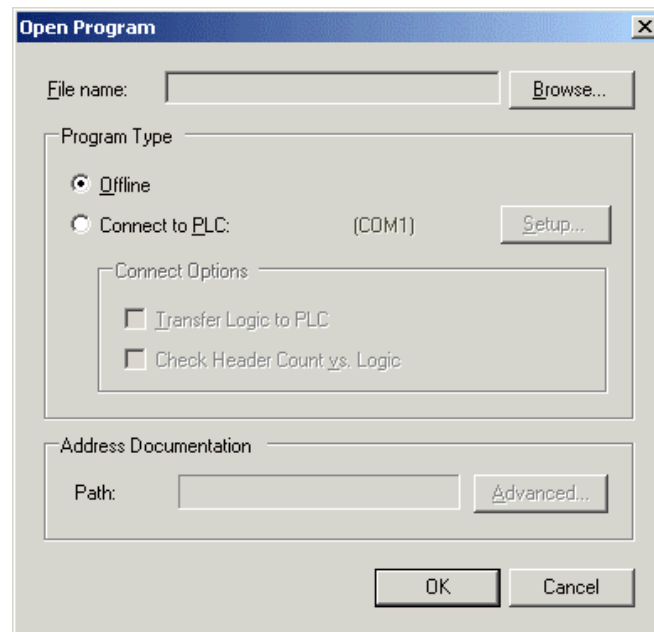 Open Program
File name: Browse...
Program Type
Offline
Connect to PLC: (COM1) Setup...
Connect Options
Transfer Logic to PLC
Check Header Count vs. Logic
Address Documentation
Path: Advanced...
OK Cancel